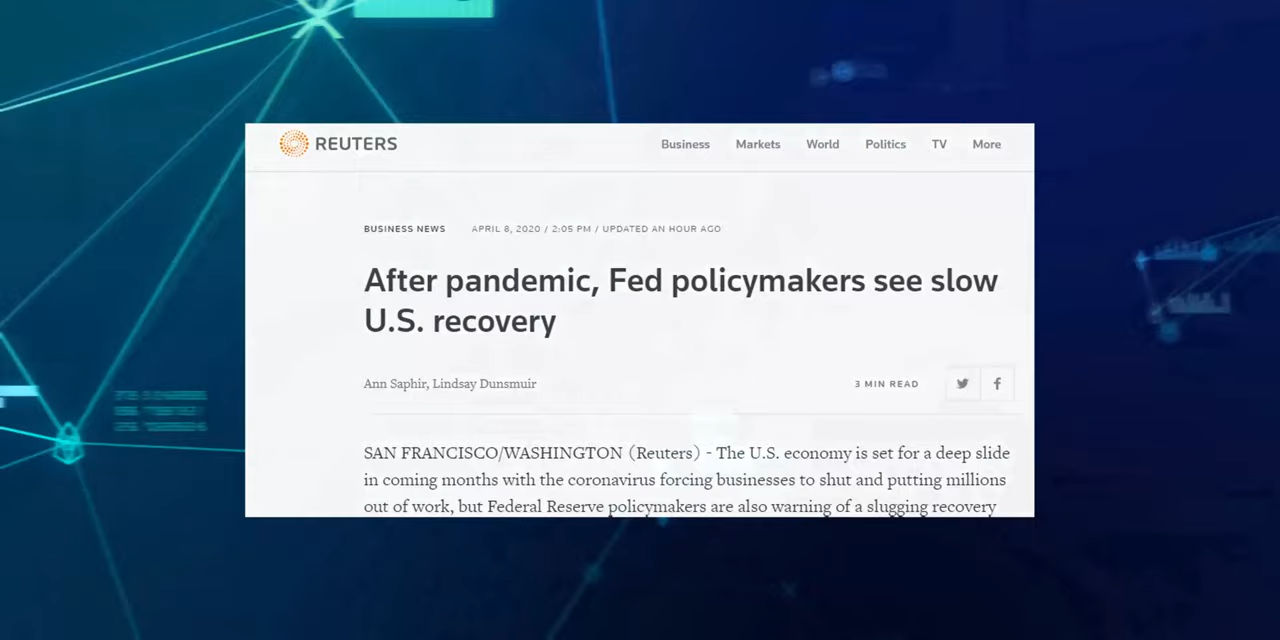 REUTERS
Business Markets World Politics TV More
BUSINESS NEWS APRIL 8, 2020 / 2:05 PM / UPDATED AN HOUR AGO
After pandemic, Fed policymakers see slow
U.S. recovery
Ann Saphir, Lindsay Dunsmuir
3 MIN READ
SAN FRANCISCO/WASHINGTON (Reuters) - The U.S. economy is set for a deep slide
in coming months with the coronavirus forcing businesses to shut and putting millions
out of work, but Federal Reserve policymakers are also warning of a slugging recovery